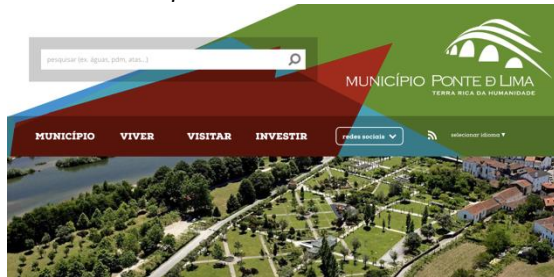 pesquisar (ex. águas, pdm, atas...)
MUNICÍPIO PONTE D LIMA
TERRA RICA DA HUMANIDADE
MUNICÍPIO VIVER VISITAR INVESTIR redes sociais selecionar idioma ▼